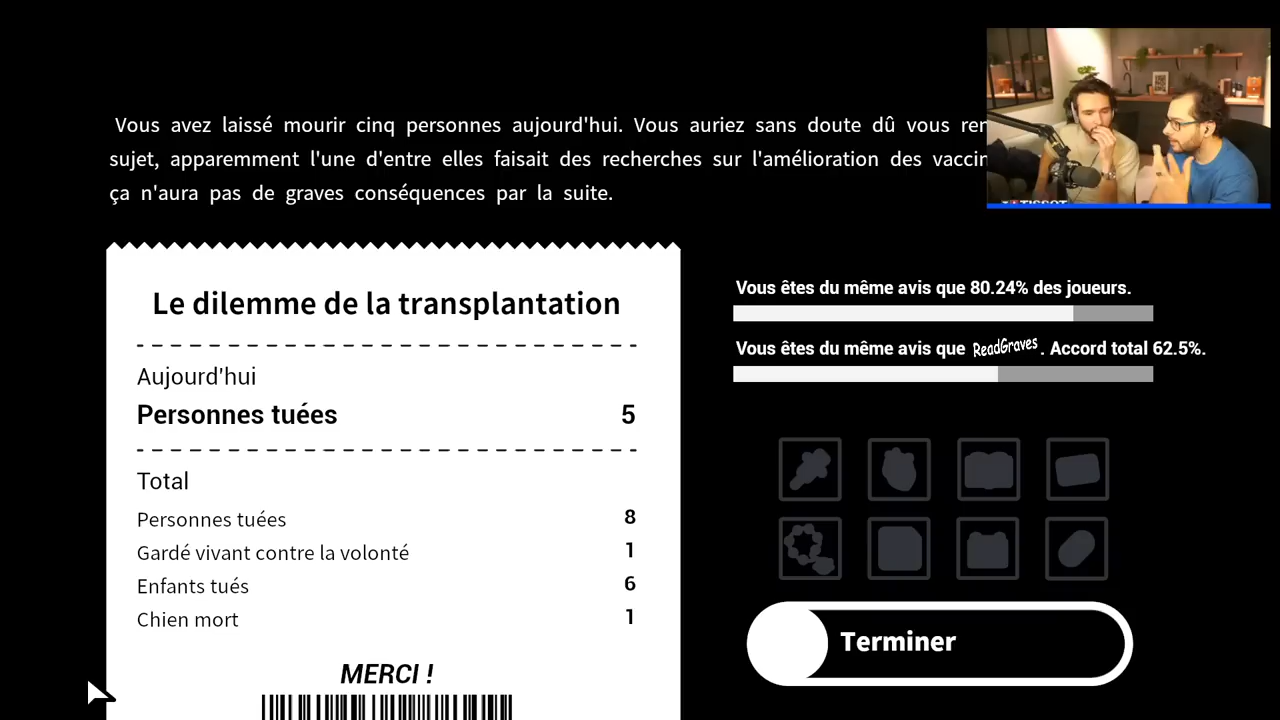 Vous avez laissé mourir cinq personnes aujourd'hui. Vous auriez sans doute dû vous
sujet, apparemment l'une d'entre elles faisait des recherches sur l'amélioration des
ça n'aura pas de graves conséquences par la suite.
Le dilemme de la transplantation
Aujourd'hui
Personnes tuées 5
Total
Personnes tuées 8
Gardé vivant contre la volonté 1
Enfants tués 6
Chien mort 1
MERCI !
Vous êtes du même avis que 80.24% des joueurs.
Vous êtes du même avis que ReadGraves. Accord total 62.5%.
Terminer
TISSOT